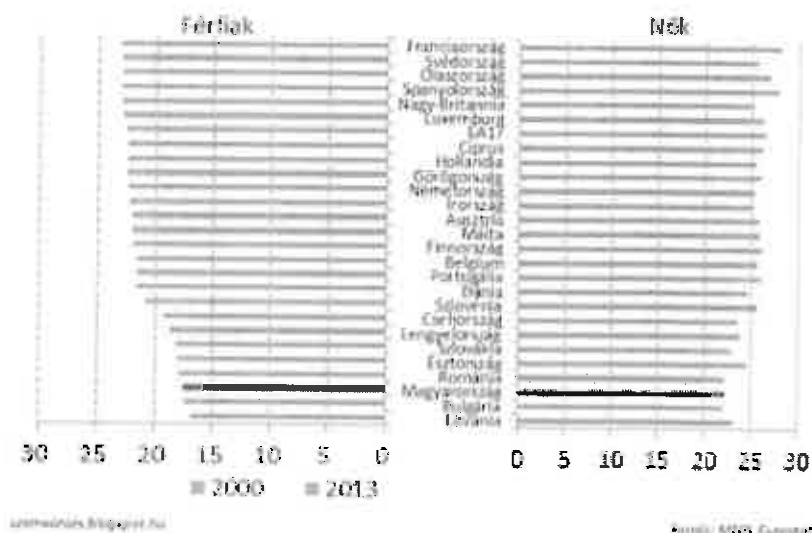 Férfiak
Nők
Franciaország
Svédország
Olaszország
Spanyolország
Nagy-Britannia
Luxemburg
EA17
Ciprus
Hollandia
Görögország
Németország
Írország
Ausztria
Málta
Finnország
Belgium
Portugália
Dánia
Szlovénia
Csehország
Lengyelország
Szlovákia
Észtország
Románia
Magyarország
Bulgária
Litvánia
30 25 20 15 10 5 0
0 5 10 15 20 25 30
2000 2013